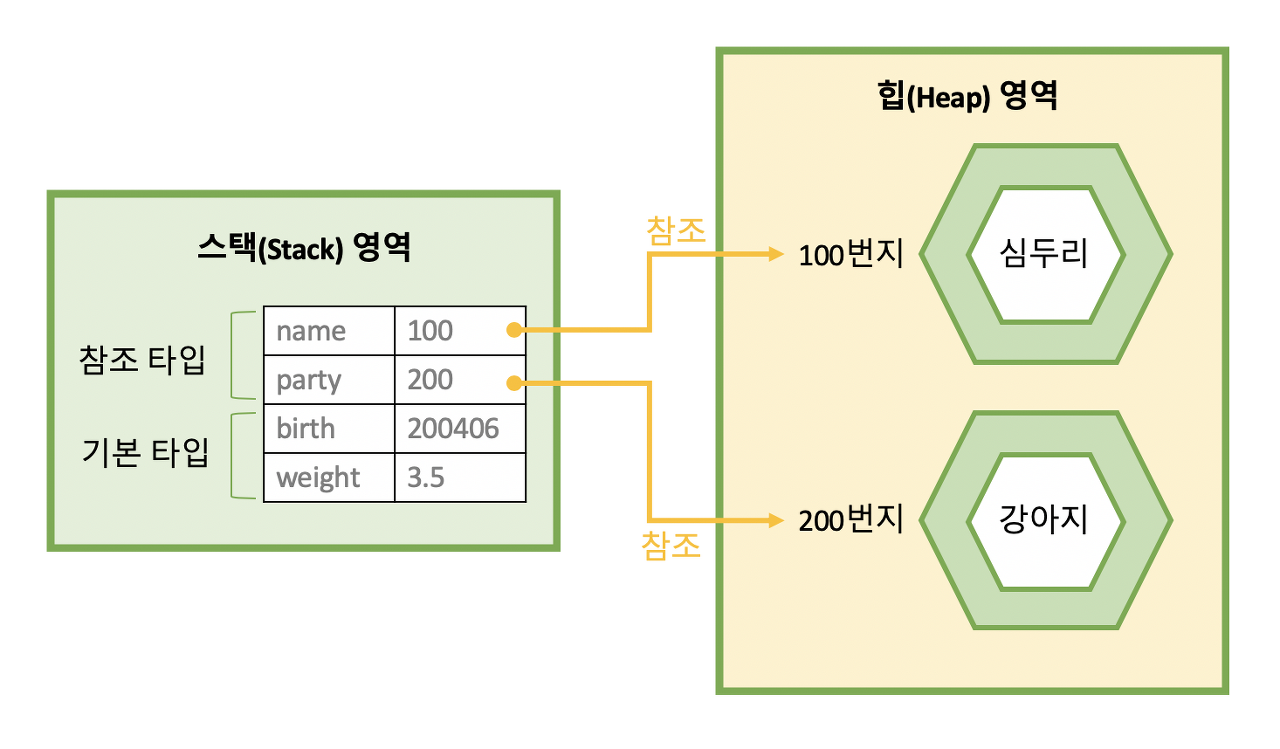 스택(Stack) 영역
참조 타입
name 100
party 200
기본 타입
birth 200406
weight 3.5
참조
참조
힙(Heap) 영역
100번지 심두리
200번지 강아지